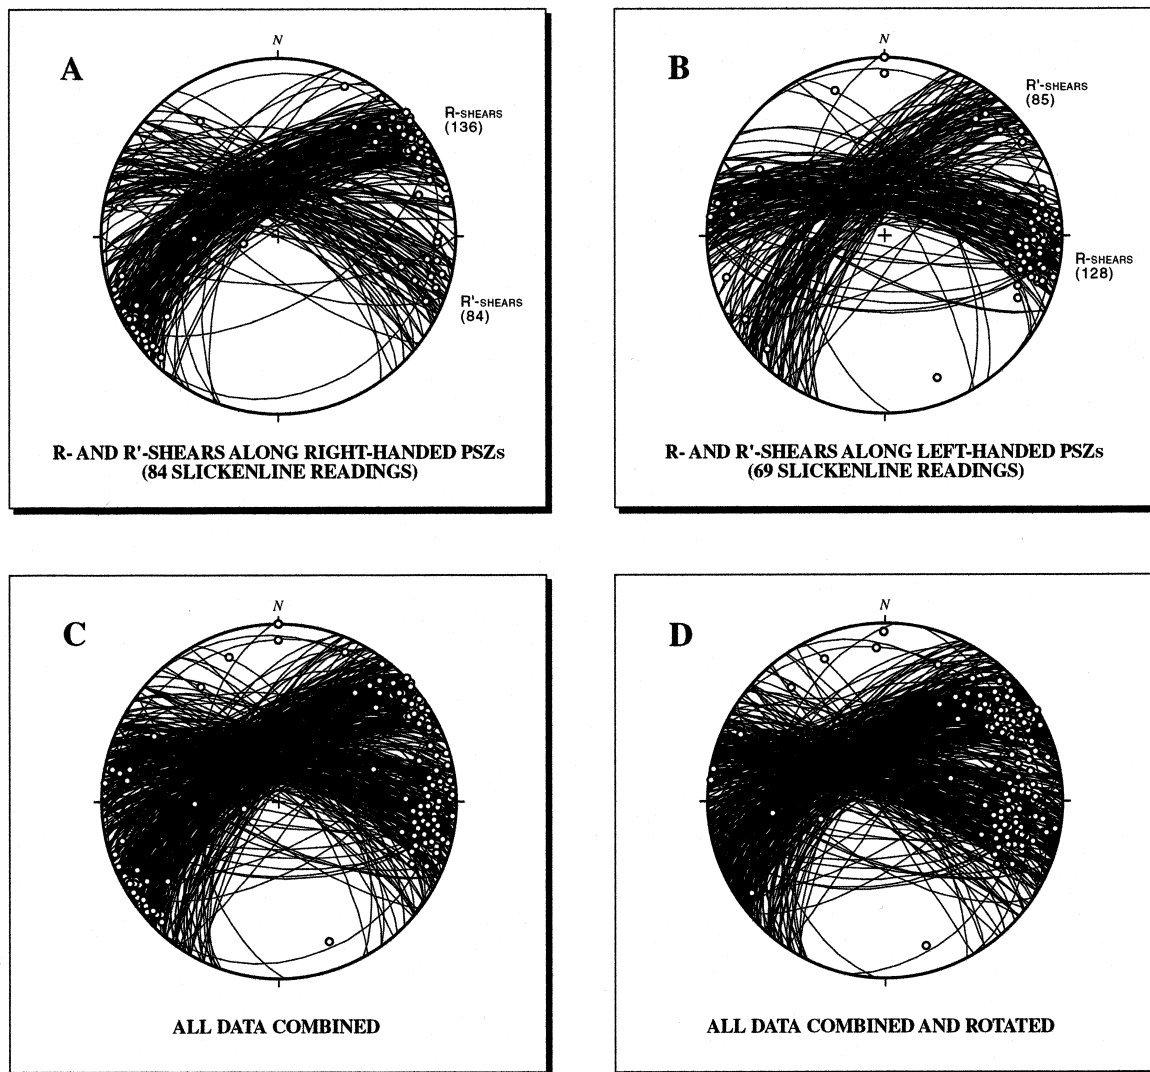 A
N
R-SHEARS
(136)
R'-SHEARS
(84)
R- AND R'-SHEARS ALONG RIGHT-HANDED PSZs
(84 SLICKENLINE READINGS)
B
N
R'-SHEARS
(85)
R-SHEARS
(128)
R- AND R'-SHEARS ALONG LEFT-HANDED PSZs
(69 SLICKENLINE READINGS)
C
N
ALL DATA COMBINED
D
N
ALL DATA COMBINED AND ROTATED